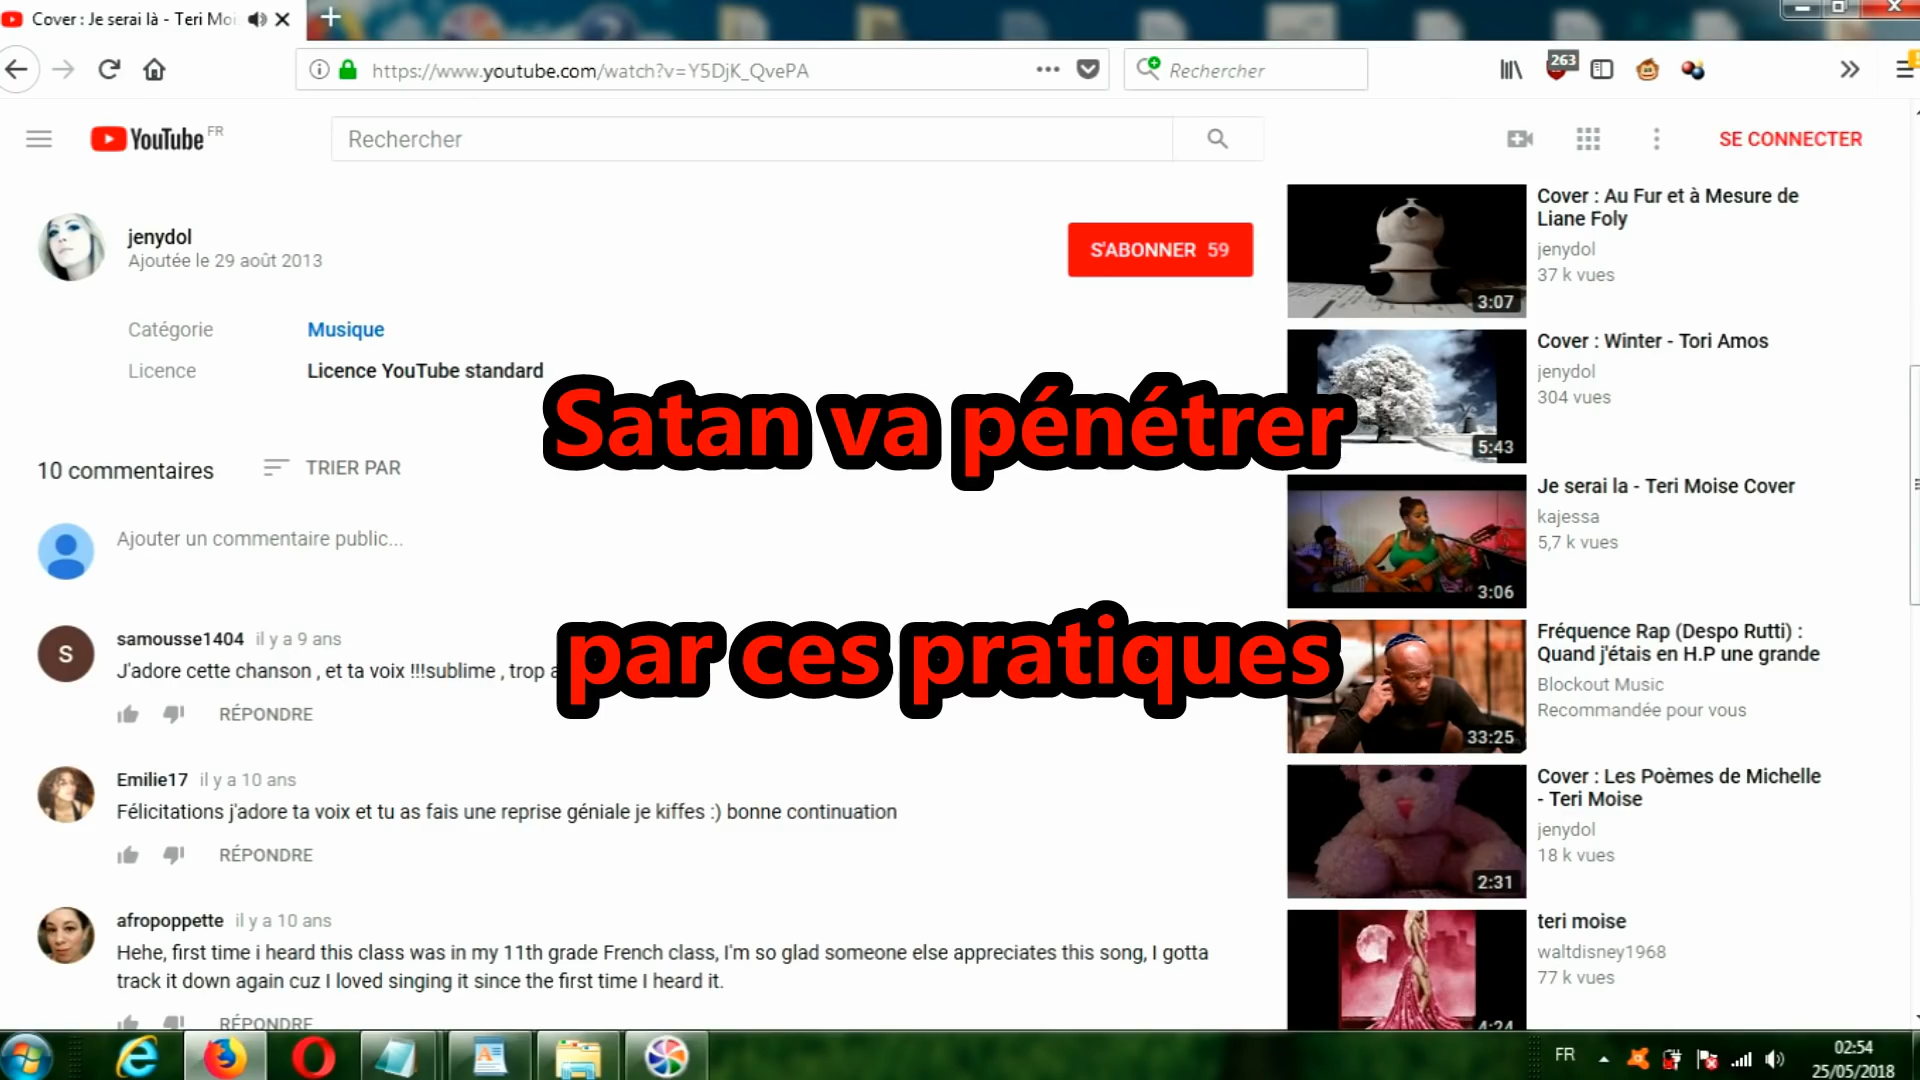 Cover : Je serai là - Teri Moi
https://www.youtube.com/watch?v=Y5DjK_QvePA
Rechercher
263
YouTube FR
Rechercher
SE CONNECTER
jenydol
Ajoutée le 29 août 2013
S'ABONNER 59
Catégorie
Musique
Licence
Licence YouTube standard
Satan va pénétrer
par ces pratiques
10 commentaires
TRIER PAR
Ajouter un commentaire public...
S
samousse1404 il y a 9 ans
J'adore cette chanson , et ta voix !!!sublime , trop
RÉPONDRE
Emilie17 il y a 10 ans
Félicitations j'adore ta voix et tu as fais une reprise géniale je kiffes :) bonne continuation
RÉPONDRE
afropoppette il y a 10 ans
Hehe, first time i heard this class was in my 11th grade French class, I'm so glad someone else appreciates this song, I gotta
track it down again cuz I loved singing it since the first time I heard it.
RÉPONDRE
Cover : Au Fur et à Mesure de
Liane Foly
jenydol
37 k vues
3:07
Cover : Winter - Tori Amos
jenydol
304 vues
5:43
Je serai la - Teri Moise Cover
kajessa
5,7 k vues
3:06
Fréquence Rap (Despo Rutti) :
Quand j'étais en H.P une grande
Blockout Music
Recommandée pour vous
33:25
Cover : Les Poèmes de Michelle
- Teri Moise
jenydol
18 k vues
2:31
teri moise
waltdisney1968
77 k vues
4:24
FR
02:54
25/05/2018